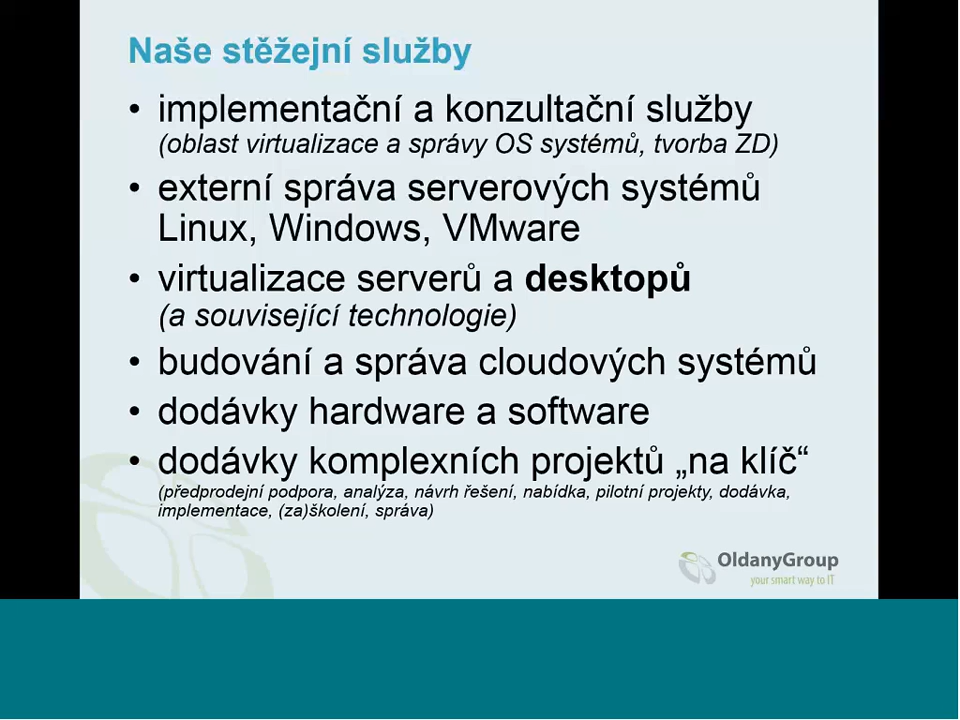 Naše stěžejní služby
• implementační a konzultační služby
(oblast virtualizace a správy OS systémů, tvorba ZD)
• externí správa serverových systémů
Linux, Windows, VMware
• virtualizace serverů a desktopů
(a související technologie)
• budování a správa cloudových systémů
• dodávky hardware a software
• dodávky komplexních projektů „na klíč“
(předprodejní podpora, analýza, návrh řešení, nabídka, pilotní projekty, dodávka,
implementace, (za)školení, správa)
OldanyGroup
your smart way to IT